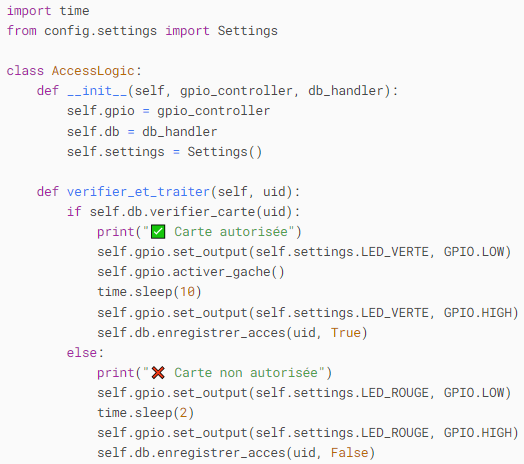 import time
from config.settings import Settings

class AccessLogic:
    def __init__(self, gpio_controller, db_handler):
        self.gpio = gpio_controller
        self.db = db_handler
        self.settings = Settings()

    def verifier_et_traiter(self, uid):
        if self.db.verifier_carte(uid):
            print("✅ Carte autorisée")
            self.gpio.set_output(self.settings.LED_VERTE, GPIO.LOW)
            self.gpio.activer_gache()
            time.sleep(10)
            self.gpio.set_output(self.settings.LED_VERTE, GPIO.HIGH)
            self.db.enregistrer_acces(uid, True)
        else:
            print("❌ Carte non autorisée")
            self.gpio.set_output(self.settings.LED_ROUGE, GPIO.LOW)
            time.sleep(2)
            self.gpio.set_output(self.settings.LED_ROUGE, GPIO.HIGH)
            self.db.enregistrer_acces(uid, False)